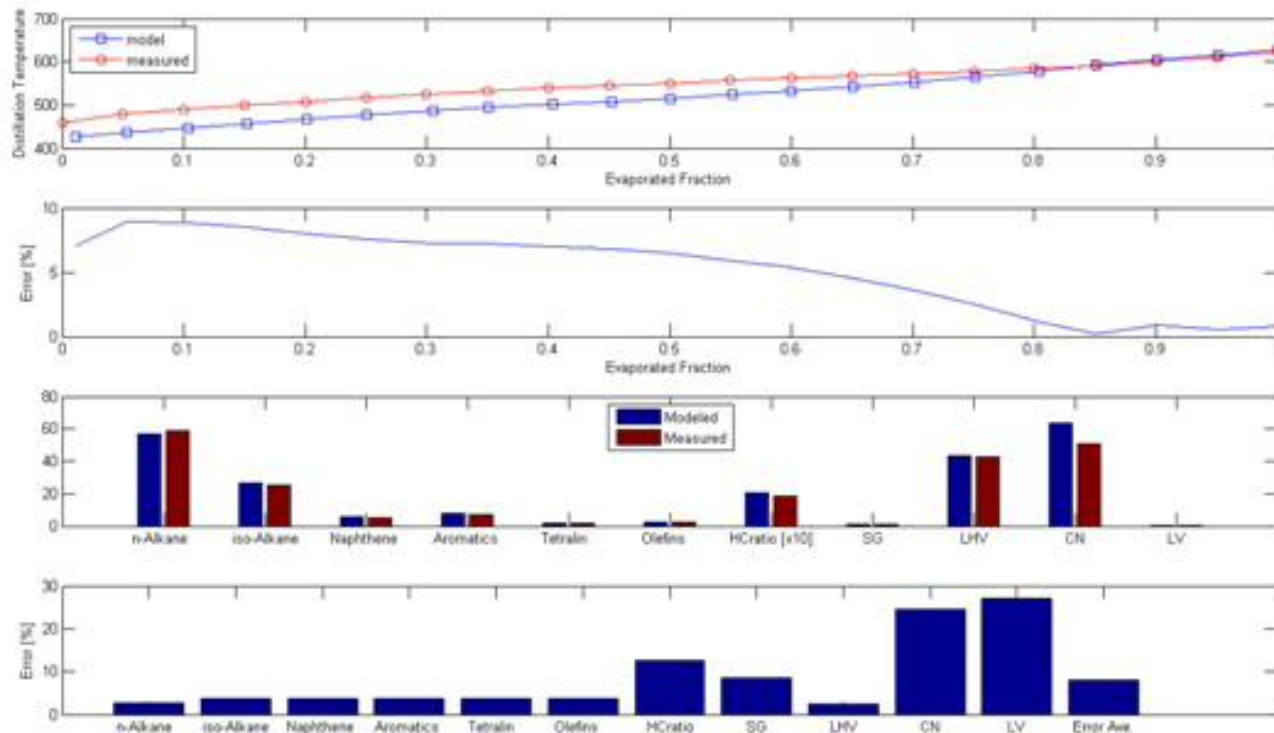 700
600
500
400
Distillation Temperature
model
measured
0 0.1 0.2 0.3 0.4 0.5 0.6 0.7 0.8 0.9
Evaporated Fraction
10
5
0
Error [%]
0 0.1 0.2 0.3 0.4 0.5 0.6 0.7 0.8 0.9
Evaporated Fraction
80
60
40
20
0
Modeled
Measured
n-Alkane iso-Alkane Naphthene Aromatics Tetralin Olefins HCratio [x10] SG LHV CN LV
30
20
10
0
Error [%]
n-Alkane iso-Alkane Naphthene Aromatics Tetralin Olefins HCratio SG LHV CN LV Error Ave.